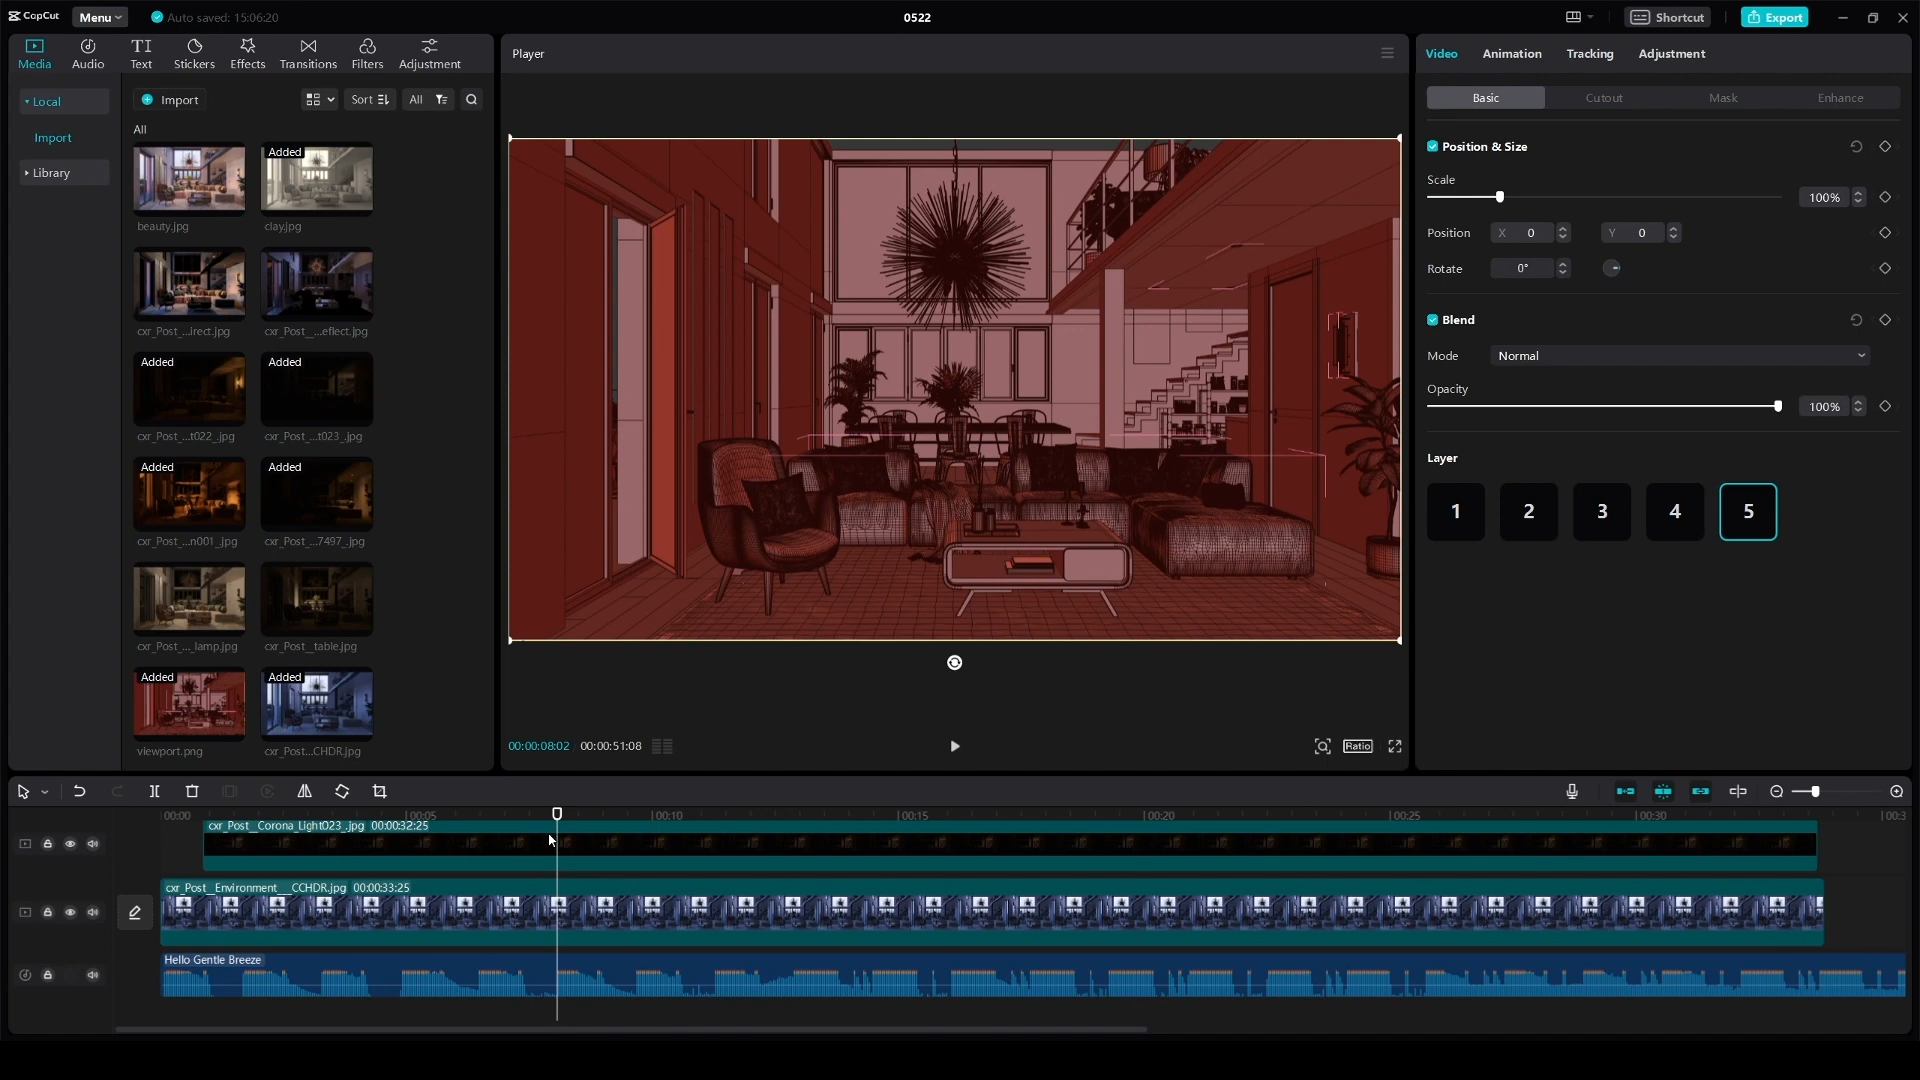 CapCut Menu Auto saved: 15:06:20 0522 Shortcut Export
Media Audio Text Stickers Effects Transitions Filters Adjustment
Local
Import
Library
Import Sort All
All
Added
beauty.jpg clay.jpg
cxr_Post_...irect.jpg cxr_Post__...eflect.jpg
Added Added
cxr_Post_...t022_.jpg cxr_Post_...t023_.jpg
Added Added
cxr_Post_...n001_.jpg cxr_Post_...7497_.jpg
cxr_Post_..._lamp.jpg cxr_Post__table.jpg
Added Added
viewport.png cxr_Post...CHDR.jpg
Player
00:00:08:02 00:00:51:08 Ratio
Video Animation Tracking Adjustment
Basic Cutout Mask Enhance
Position & Size
Scale
100%
Position X 0 Y 0
Rotate 0°
Blend
Mode Normal
Opacity
100%
Layer
1 2 3 4 5
00:00 00:05 00:10 00:15 00:20 00:25 00:30 00:3
cxr_Post__Corona_Light023_.jpg 00:00:32:25
cxr_Post__Environment___CCHDR.jpg 00:00:33:25
Hello Gentle Breeze